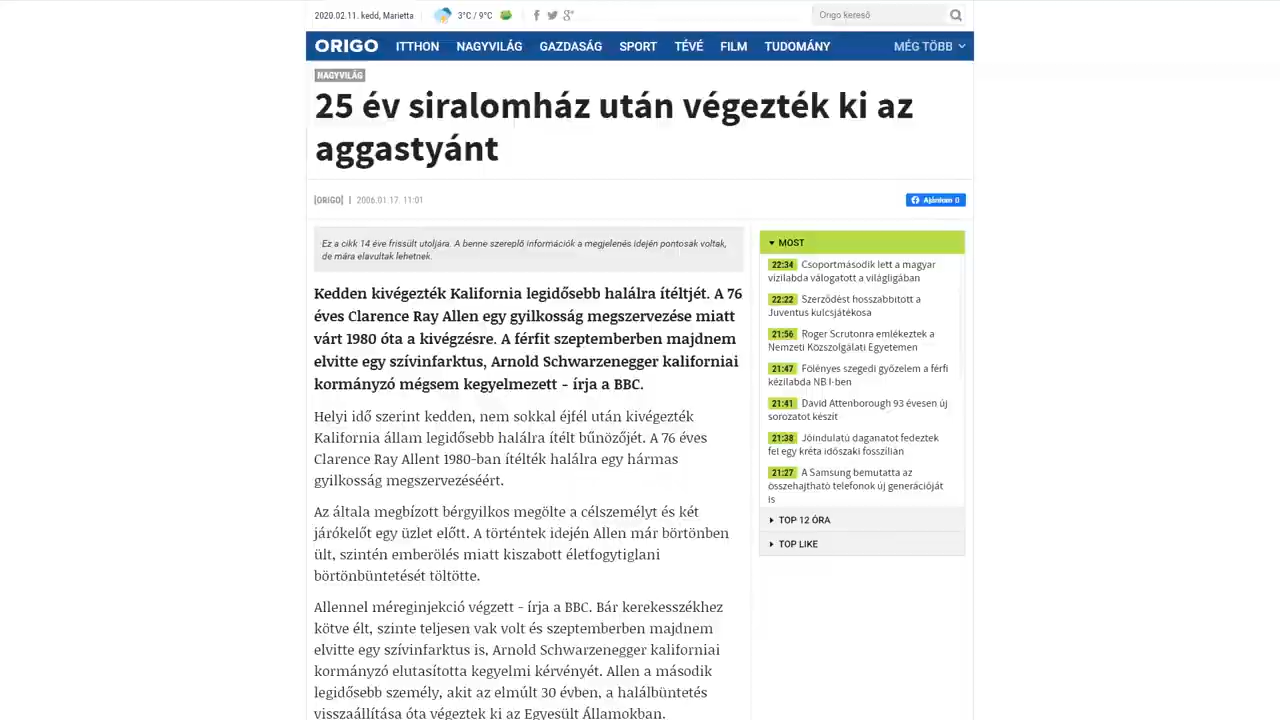 2020.02.11. kedd, Marietta
3°C / 9°C
Origo kereső
ORIGO ITTHON NAGYVILÁG GAZDASÁG SPORT TÉVÉ FILM TUDOMÁNY MÉG TÖBB
NAGYVILÁG
25 év siralomház után végezték ki az
aggastyánt
[ORIGO] | 2006.01.17. 11:01
Ajánlom 0
Ez a cikk 14 éve frissült utoljára. A benne szereplő információk a megjelenés idején pontosak voltak,
de mára elavultak lehetnek.
Kedden kivégezték Kalifornia legidősebb halálra ítéltjét. A 76
éves Clarence Ray Allen egy gyilkosság megszervezése miatt
várt 1980 óta a kivégzésre. A férfit szeptemberben majdnem
elvitte egy szívinfarktus, Arnold Schwarzenegger kaliforniai
kormányzó mégsem kegyelmezett - írja a BBC.
Helyi idő szerint kedden, nem sokkal éjfél után kivégezték
Kalifornia állam legidősebb halálra ítélt bűnözőjét. A 76 éves
Clarence Ray Allent 1980-ban ítélték halálra egy hármas
gyilkosság megszervezéséért.
Az általa megbízott bérgyilkos megölte a célszemélyt és két
járókelőt egy üzlet előtt. A történtek idején Allen már börtönben
ült, szintén emberölés miatt kiszabott életfogytiglani
börtönbüntetését töltötte.
Allennel méreginjekció végzett - írja a BBC. Bár kerekesszékhez
kötve élt, szinte teljesen vak volt és szeptemberben majdnem
elvitte egy szívinfarktus is, Arnold Schwarzenegger kaliforniai
kormányzó elutasította kegyelmi kérvényét. Allen a második
legidősebb személy, akit az elmúlt 30 évben, a halálbüntetés
visszaállítása óta végeztek ki az Egyesült Államokban.
MOST
22:34 Csoportmásodik lett a magyar
vízilabda válogatott a világligában
22:22 Szerződést hosszabbított a
Juventus kulcsjátékosa
21:56 Roger Scrutonra emlékeztek a
Nemzeti Közszolgálati Egyetemen
21:47 Fölényes szegedi győzelem a férfi
kézilabda NB I-ben
21:41 David Attenborough 93 évesen új
sorozatot készít
21:38 Jóindulatú daganatot fedeztek
fel egy kréta időszaki fosszílián
21:27 A Samsung bemutatta az
összehajtható telefonok új generációját
is
TOP 12 ÓRA
TOP LIKE